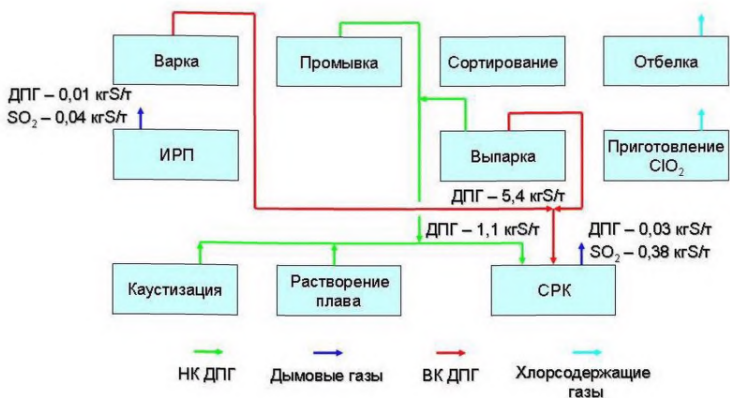 Варка
Промывка
Сортирование
Отбелка
ДПГ – 0,01 кгS/т
SO₂ – 0,04 кгS/т
ИРП
Выпарка
Приготовление
ClO₂
ДПГ – 5,4 кгS/т
ДПГ – 1,1 кгS/т
ДПГ – 0,03 кгS/т
SO₂ – 0,38 кгS/т
Каустизация
Растворение
плава
СРК
НК ДПГ
Дымовые газы
ВК ДПГ
Хлорсодержащие
газы